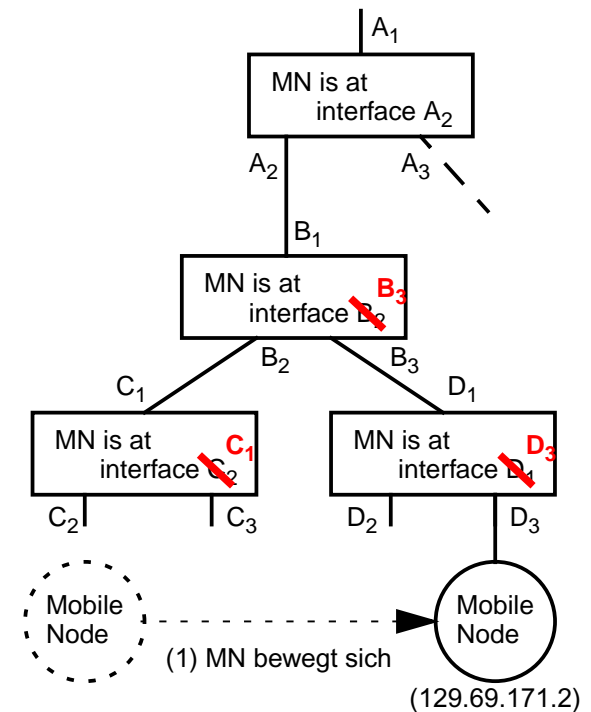 A1
MN is at
interface A2
A2 A3
B1
MN is at B3
interface B2
B2 B3
C1 D1
MN is at C1 MN is at D3
interface C2 interface D1
C2 C3 D2 D3
Mobile Mobile
Node Node
(1) MN bewegt sich
(129.69.171.2)